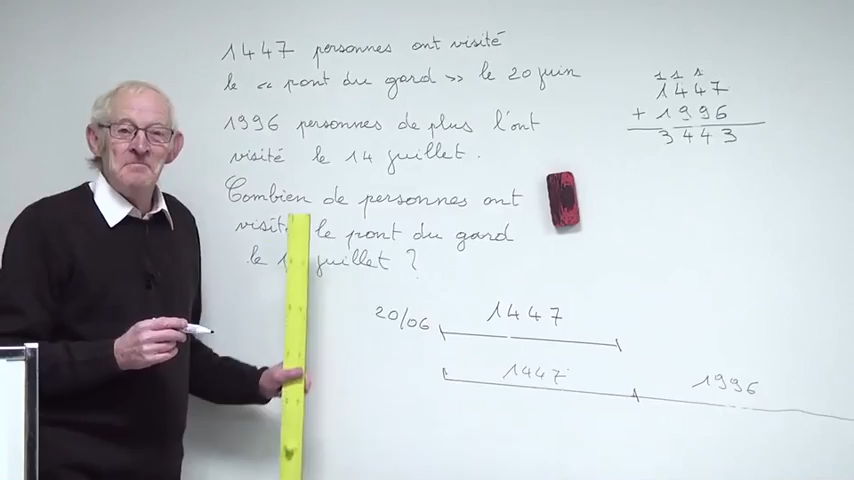 1447 personnes ont visité
le « pont du gard » le 20 juin
1996 personnes de plus l'ont
visité le 14 juillet.
Combien de personnes ont
le pont du gard
le juillet ?
1 1 1
1447
+ 1996
3443
20/06 1447
1447 1996